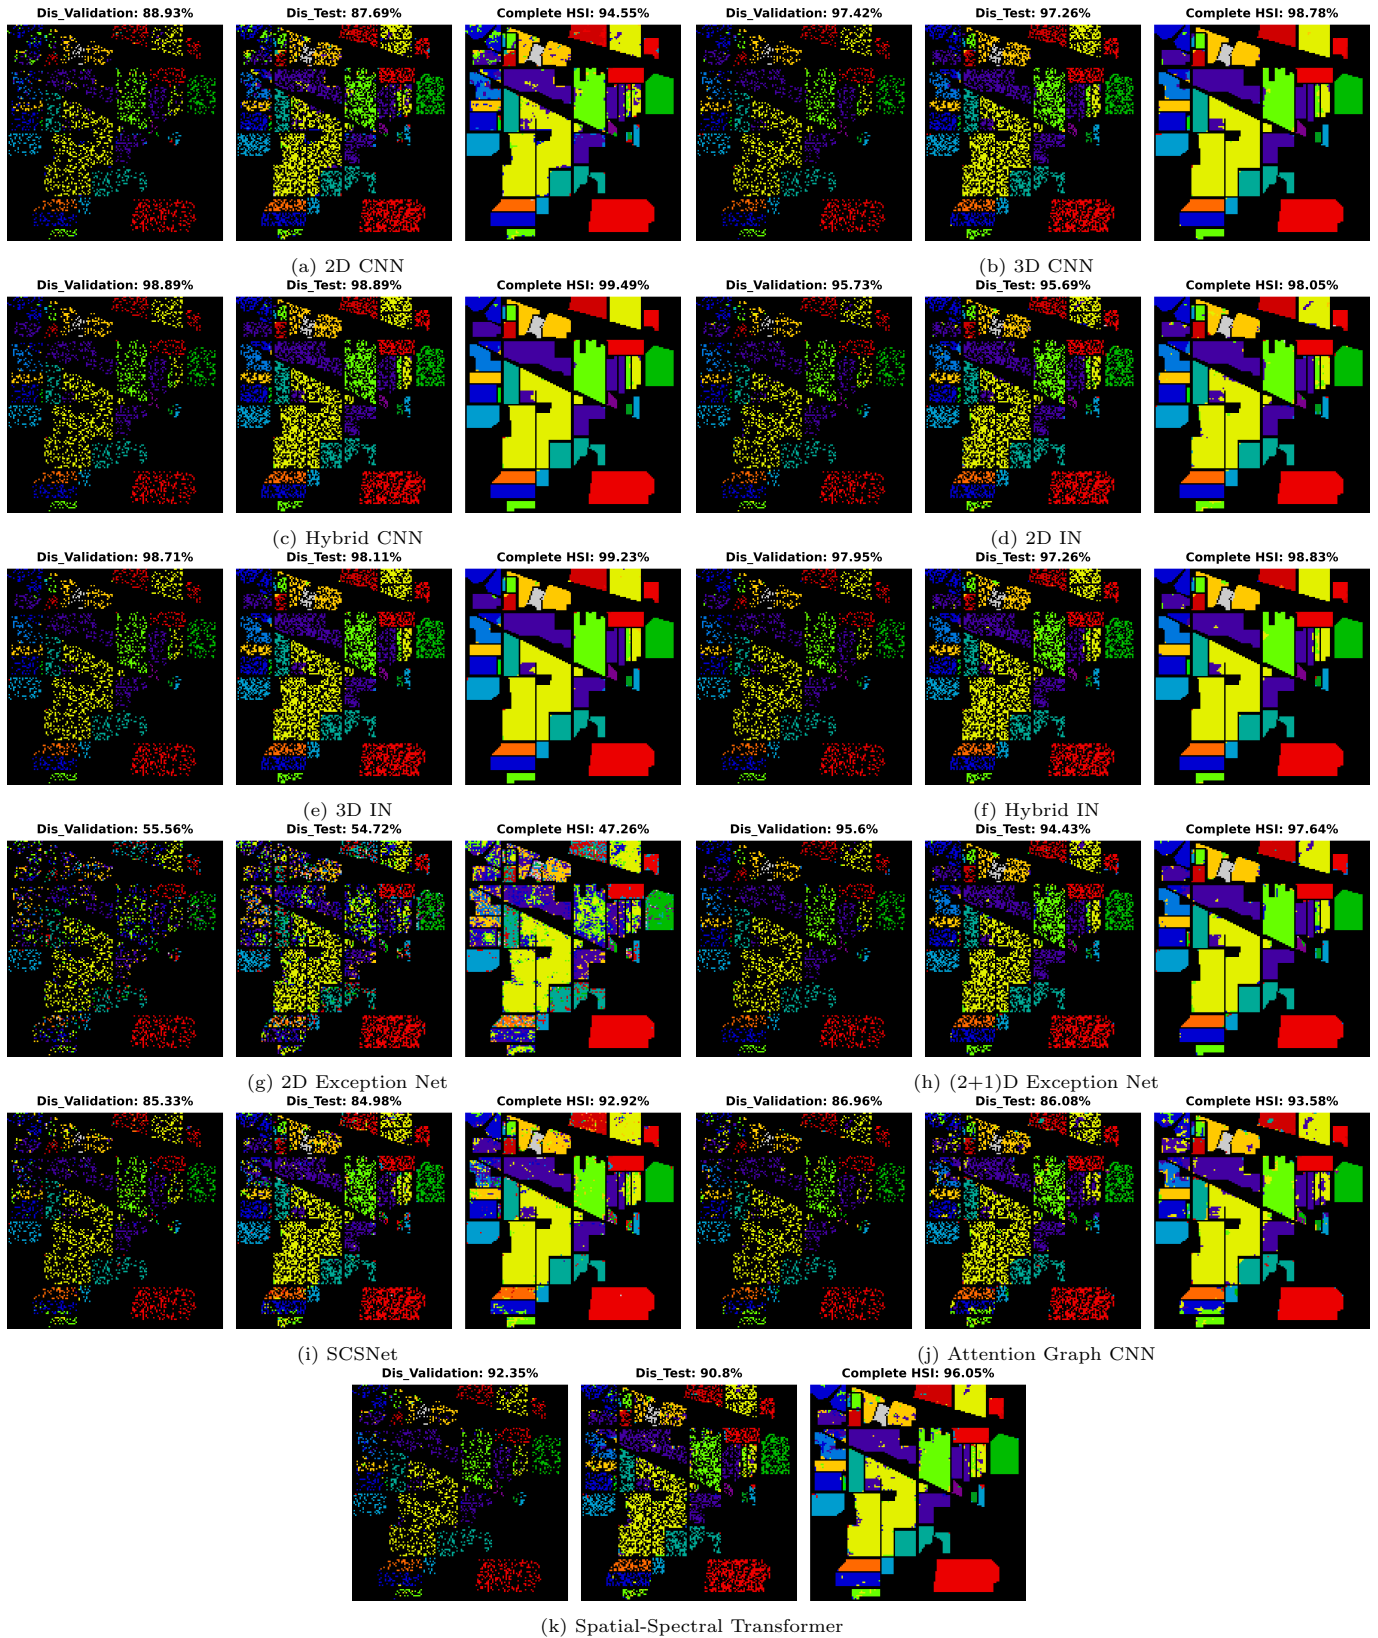 Dis_Validation: 88.93% Dis_Test: 87.69% Complete HSI: 94.55% Dis_Validation: 97.42% Dis_Test: 97.26% Complete HSI: 98.78%
(a) 2D CNN (b) 3D CNN
Dis_Validation: 98.89% Dis_Test: 98.89% Complete HSI: 99.49% Dis_Validation: 95.73% Dis_Test: 95.69% Complete HSI: 98.05%
(c) Hybrid CNN (d) 2D IN
Dis_Validation: 98.71% Dis_Test: 98.11% Complete HSI: 99.23% Dis_Validation: 97.95% Dis_Test: 97.26% Complete HSI: 98.83%
(e) 3D IN (f) Hybrid IN
Dis_Validation: 55.56% Dis_Test: 54.72% Complete HSI: 47.26% Dis_Validation: 95.6% Dis_Test: 94.43% Complete HSI: 97.64%
(g) 2D Exception Net (h) (2+1)D Exception Net
Dis_Validation: 85.33% Dis_Test: 84.98% Complete HSI: 92.92% Dis_Validation: 86.96% Dis_Test: 86.08% Complete HSI: 93.58%
(i) SCSNet (j) Attention Graph CNN
Dis_Validation: 92.35% Dis_Test: 90.8% Complete HSI: 96.05%
(k) Spatial-Spectral Transformer